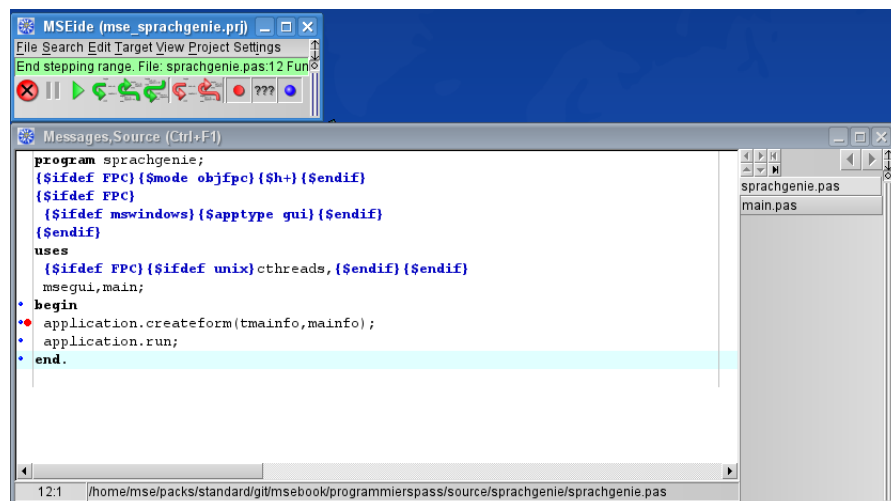 MSEide (mse_sprachgenie.prj)
File Search Edit Target View Project Settings
End stepping range. File: sprachgenie.pas:12 Fun
???
Messages,Source (Ctrl+F1)
program sprachgenie;
{$ifdef FPC}{$mode objfpc}{$h+}{$endif}
{$ifdef FPC}
{$ifdef mswindows}{$apptype gui}{$endif}
{$endif}
uses
{$ifdef FPC}{$ifdef unix}cthreads,{$endif}{$endif}
msegui,main;
begin
application.createform(tmainfo,mainfo);
application.run;
end.
sprachgenie.pas
main.pas
12:1 /home/mse/packs/standard/git/msebook/programmierspass/source/sprachgenie/sprachgenie.pas